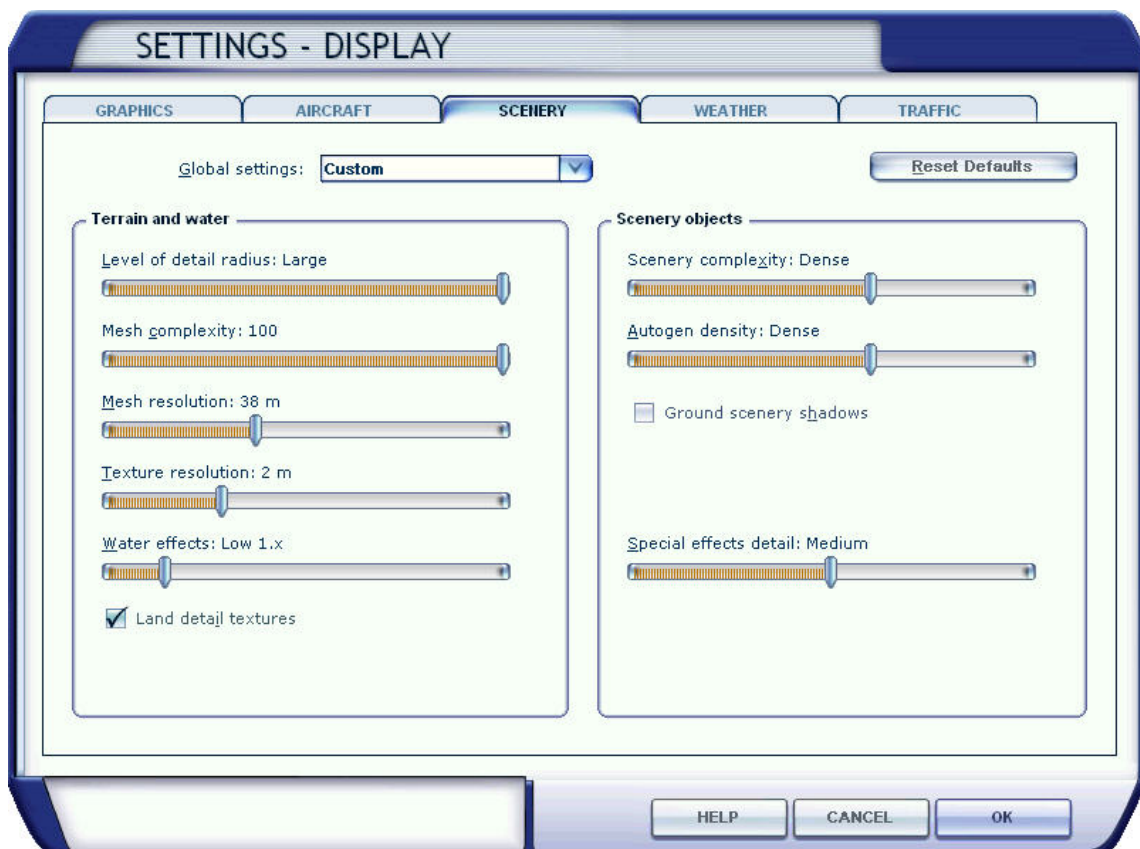 SETTINGS - DISPLAY
GRAPHICS
AIRCRAFT
SCENERY
WEATHER
TRAFFIC
Global settings: Custom
Reset Defaults
Terrain and water
Level of detail radius: Large
Mesh complexity: 100
Mesh resolution: 38 m
Texture resolution: 2 m
Water effects: Low 1.x
Land detail textures
Scenery objects
Scenery complexity: Dense
Autogen density: Dense
Ground scenery shadows
Special effects detail: Medium
HELP
CANCEL
OK